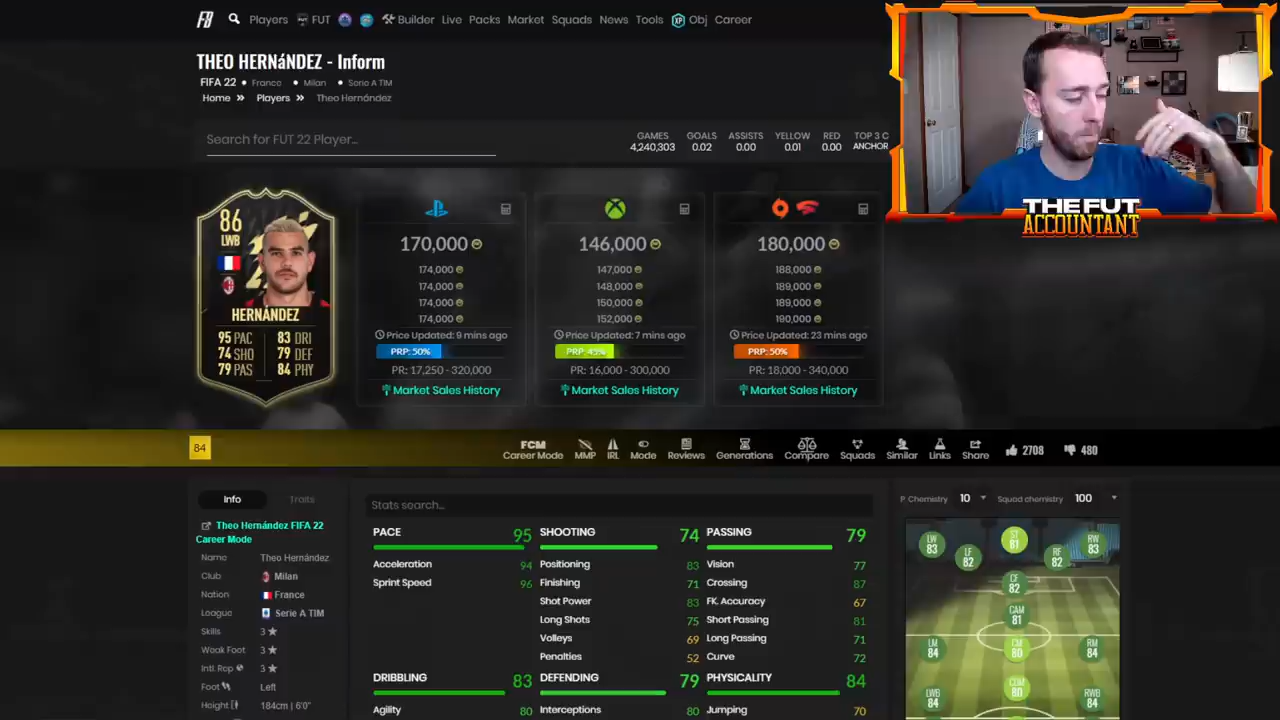 FB Players FUT Builder Live Packs Market Squads News Tools XP Obj Career
THEO HERNáNDEZ - Inform
FIFA 22 • France • Milan • Serie A TIM
Home » Players » Theo Hernández
Search for FUT 22 Player...
GAMES GOALS ASSISTS YELLOW RED TOP 3 C
4,240,303 0.02 0.00 0.01 0.00 ANCHOR
THE FUT
ACCOUNTANT
86
LWB
HERNÁNDEZ
95 PAC 83 DRI
74 SHO 79 DEF
79 PAS 84 PHY
170,000
174,000
174,000
174,000
174,000
Price Updated: 9 mins ago
PRP: 50%
PR: 17,250 - 320,000
Market Sales History
146,000
147,000
148,000
150,000
152,000
Price Updated: 7 mins ago
PRP: 45%
PR: 16,000 - 300,000
Market Sales History
180,000
188,000
189,000
189,000
190,000
Price Updated: 23 mins ago
PRP: 50%
PR: 18,000 - 340,000
Market Sales History
84
FCM
Career Mode MMP IRL Mode Reviews Generations Compare Squads Similar Links Share 2708 480
Info Traits
Theo Hernández FIFA 22
Career Mode
Name Theo Hernández
Club Milan
Nation France
League Serie A TIM
Skills 3★
Weak Foot 3★
Intl. Rep 3★
Foot Left
Height 184cm | 6'0"
Stats search...
PACE 95
Acceleration 94
Sprint Speed 96
SHOOTING 74
Positioning 83
Finishing 71
Shot Power 83
Long Shots 75
Volleys 69
Penalties 52
PASSING 79
Vision 77
Crossing 87
FK. Accuracy 67
Short Passing 81
Long Passing 71
Curve 72
DRIBBLING 83
Agility 80
DEFENDING 79
Interceptions 80
PHYSICALITY 84
Jumping 70
P. Chemistry 10 Squad chemistry 100
LW
83
LF
82
ST
81
RF
82
RW
83
CF
82
CAM
81
LM
84
CM
80
RM
84
LWB
84
CDM
80
RWB
84